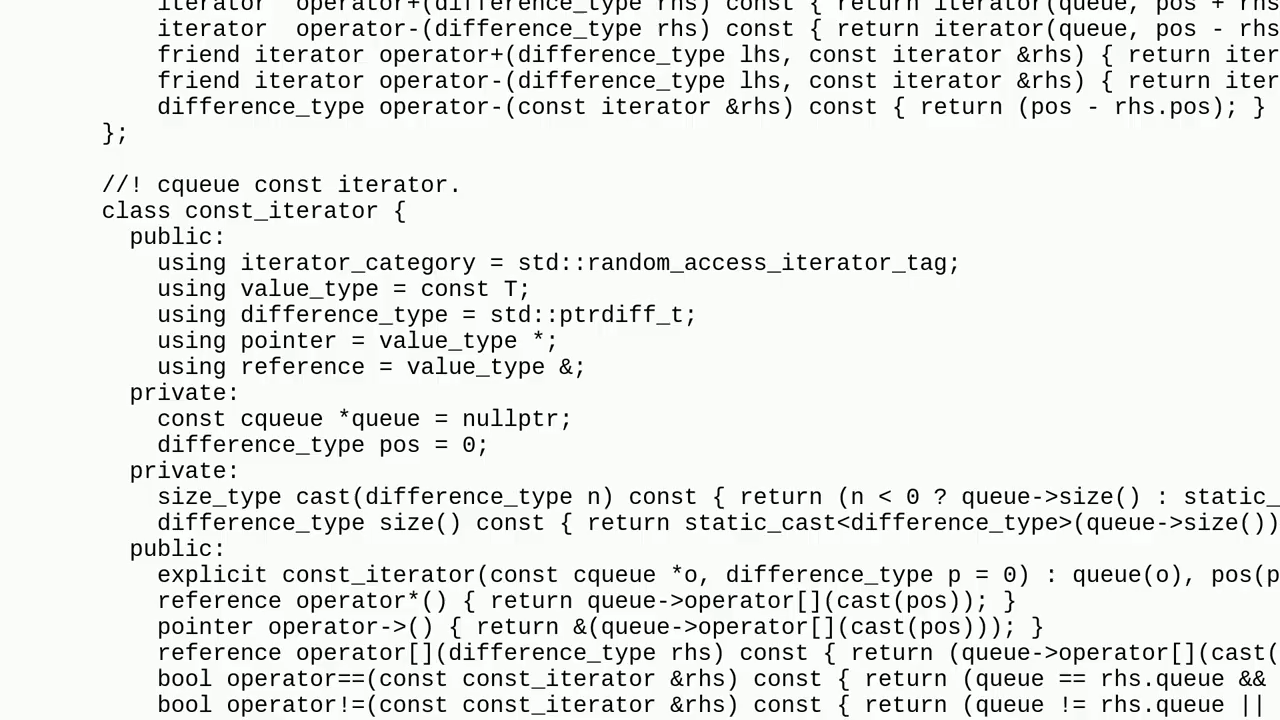 iterator  operator+(difference_type rhs) const { return iterator(queue, pos + rhs
iterator  operator-(difference_type rhs) const { return iterator(queue, pos - rhs
friend iterator operator+(difference_type lhs, const iterator &rhs) { return iter
friend iterator operator-(difference_type lhs, const iterator &rhs) { return iter
difference_type operator-(const iterator &rhs) const { return (pos - rhs.pos); }
};
//! cqueue const iterator.
class const_iterator {
public:
using iterator_category = std::random_access_iterator_tag;
using value_type = const T;
using difference_type = std::ptrdiff_t;
using pointer = value_type *;
using reference = value_type &;
private:
const cqueue *queue = nullptr;
difference_type pos = 0;
private:
size_type cast(difference_type n) const { return (n < 0 ? queue->size() : static_
difference_type size() const { return static_cast<difference_type>(queue->size())
public:
explicit const_iterator(const cqueue *o, difference_type p = 0) : queue(o), pos(p
reference operator*() { return queue->operator[](cast(pos)); }
pointer operator->() { return &(queue->operator[](cast(pos))); }
reference operator[](difference_type rhs) const { return (queue->operator[](cast(
bool operator==(const const_iterator &rhs) const { return (queue == rhs.queue &&
bool operator!=(const const_iterator &rhs) const { return (queue != rhs.queue ||